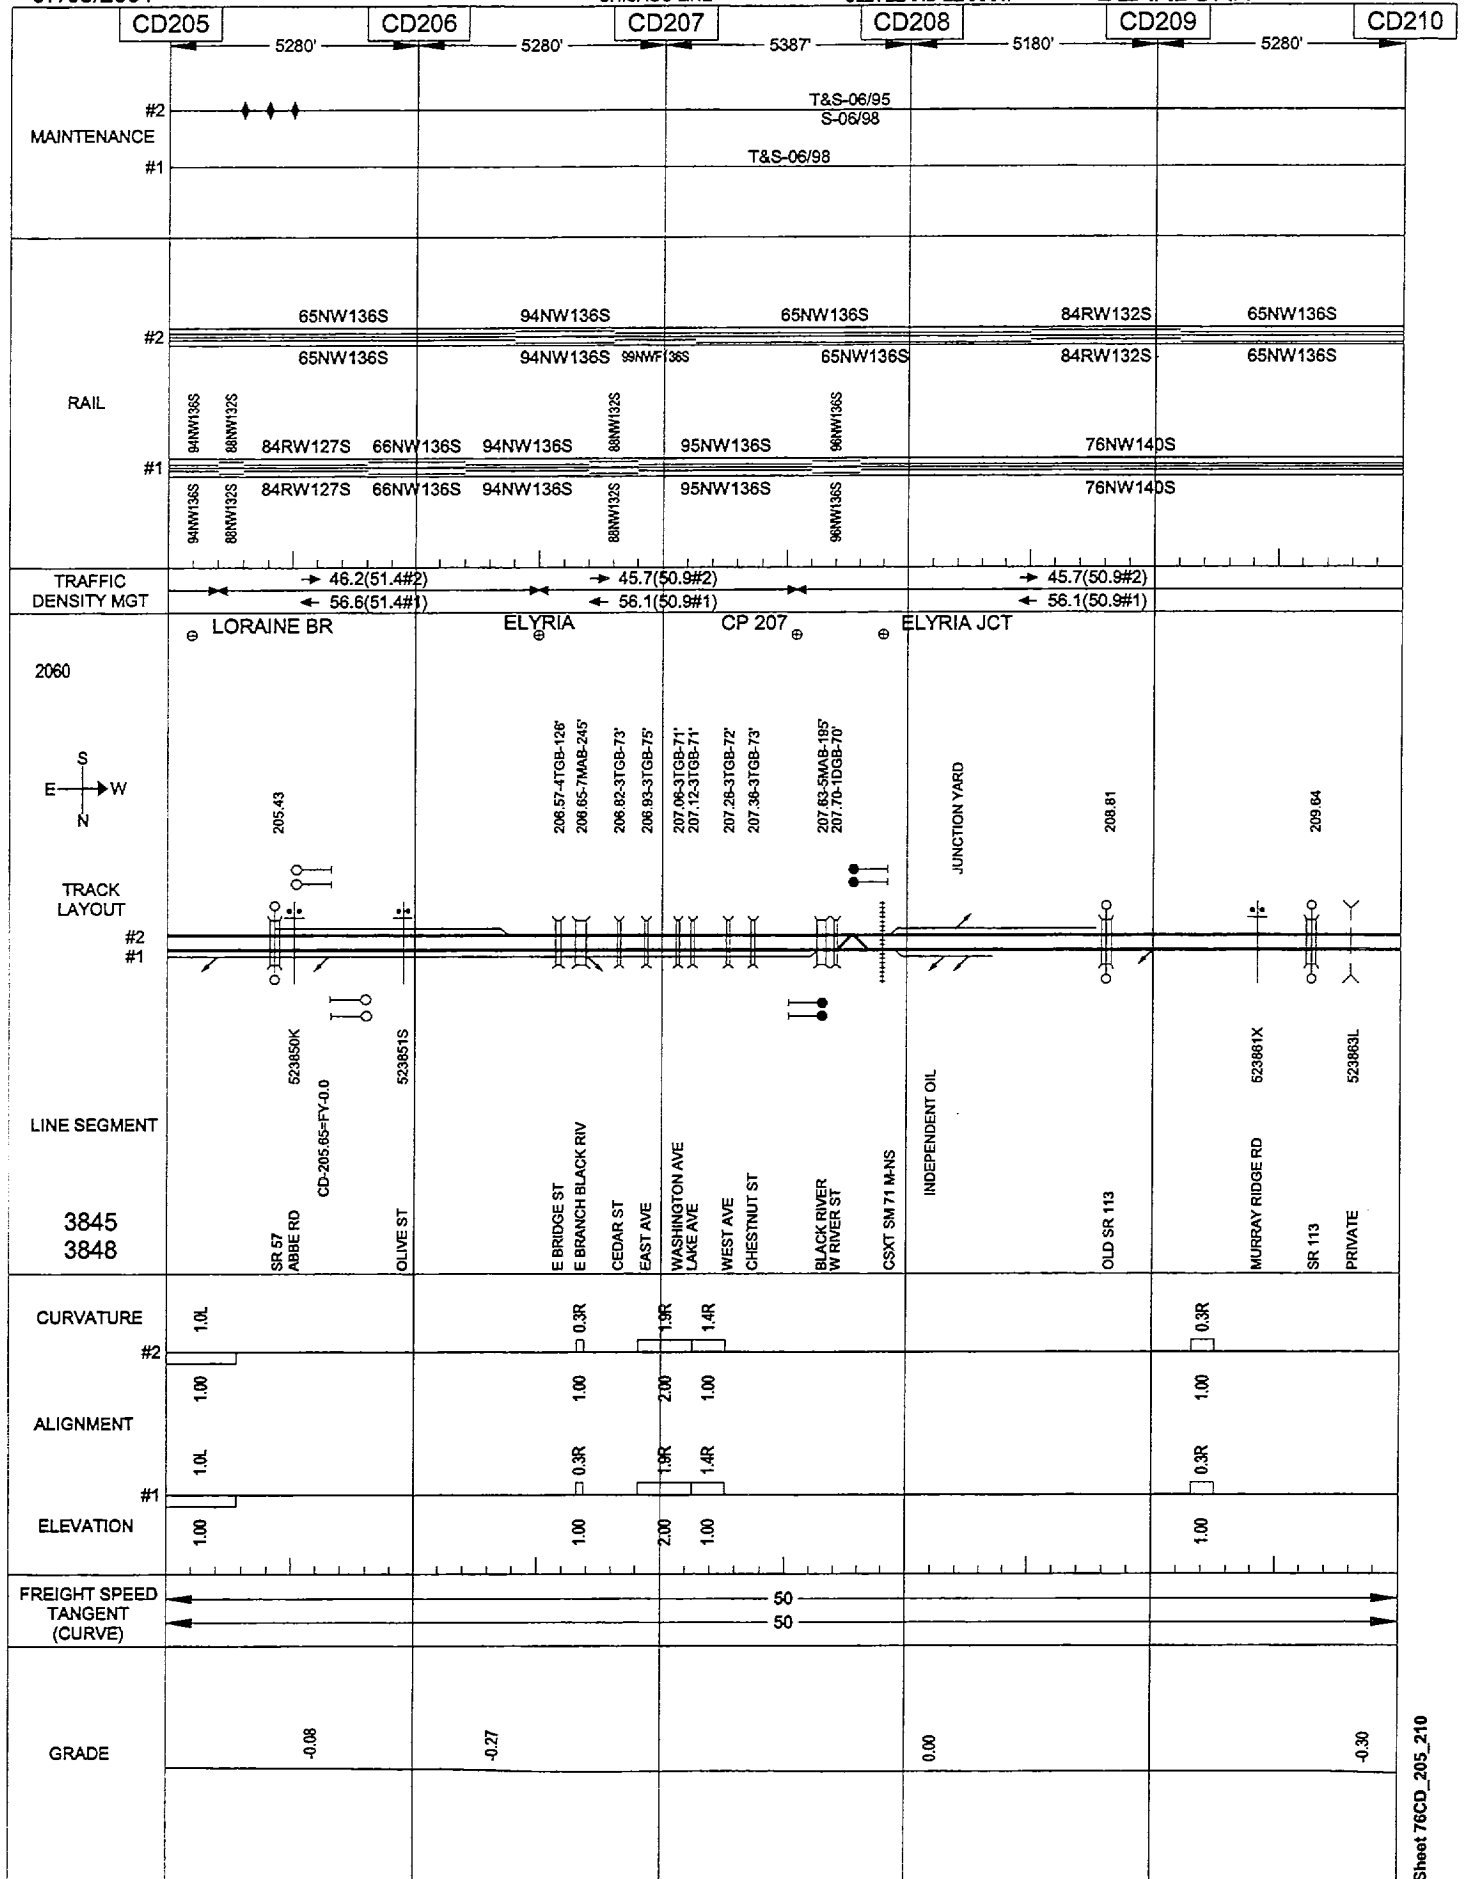 CD205 CD206 CD207 CD208 CD209 CD210
5280' 5280' 5387' 5180' 5280'
#2 T&S-06/95
S-06/98
MAINTENANCE
#1 T&S-06/98
65NW136S 94NW136S 65NW136S 84RW132S 65NW136S
#2
65NW136S 94NW136S 99NWF136S 65NW136S 84RW132S 65NW136S
RAIL
94NW136S 88NW132S 84RW127S 66NW136S 94NW136S 88NW132S 95NW136S 96NW136S 76NW140S
#1
94NW136S 88NW132S 84RW127S 66NW136S 94NW136S 88NW132S 95NW136S 96NW136S 76NW140S
TRAFFIC
DENSITY MGT
46.2(51.4#2) 45.7(50.9#2) 45.7(50.9#2)
56.6(51.4#1) 56.1(50.9#1) 56.1(50.9#1)
LORAINE BR ELYRIA CP 207 ELYRIA JCT
2060
S
E W
N
205.43
206.57-4TGB-126'
206.65-7MAB-245'
206.82-3TGB-73'
206.93-3TGB-75'
207.06-3TGB-71'
207.12-3TGB-71'
207.26-3TGB-72'
207.36-3TGB-73'
207.63-5MAB-195'
207.70-1DGB-70'
JUNCTION YARD
208.81
209.64
TRACK
LAYOUT
#2
#1
523850K
CD-205.65=FY-0.0
523851S
INDEPENDENT OIL
523861X
523863L
LINE SEGMENT
3845
3848
SR 57
ABBE RD
OLIVE ST
E BRIDGE ST
E BRANCH BLACK RIV
CEDAR ST
EAST AVE
WASHINGTON AVE
LAKE AVE
WEST AVE
CHESTNUT ST
BLACK RIVER
W RIVER ST
CSXT SM 71 M-NS
OLD SR 113
MURRAY RIDGE RD
SR 113
PRIVATE
CURVATURE
1.0L 0.3R 1.9R 1.4R 0.3R
#2
1.00 1.00 2.00 1.00 1.00
ALIGNMENT
1.0L 0.3R 1.9R 1.4R 0.3R
#1
ELEVATION
1.00 1.00 2.00 1.00 1.00
FREIGHT SPEED
TANGENT
(CURVE)
50
50
GRADE
-0.08 -0.27 0.00 -0.30
Sheet 76CD_205_210